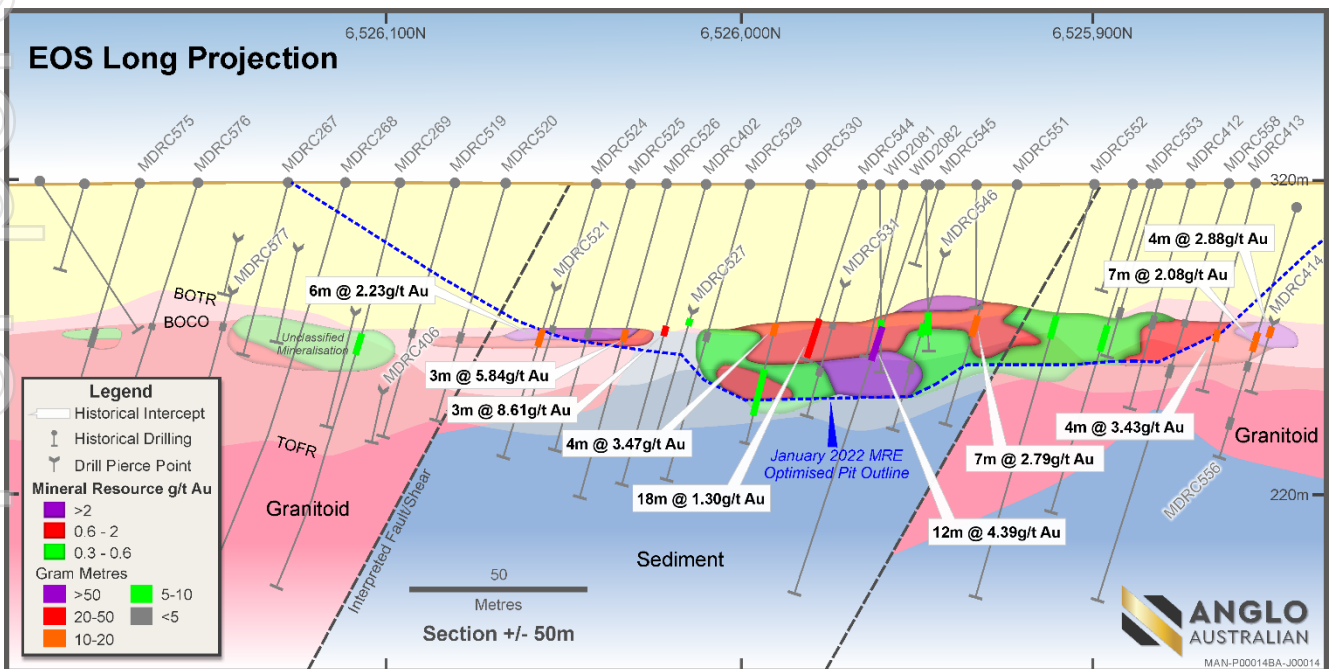 EOS Long Projection
6,526,100N
6,526,000N
6,525,900N
MDRC575
MDRC576
MDRC267
MDRC268
MDRC269
MDRC519
MDRC520
MDRC524
MDRC525
MDRC526
MDRC402
MDRC529
MDRC530
MDRC544
WID2081
WID2082
MDRC545
MDRC551
MDRC552
MDRC553
MDRC412
MDRC558
MDRC413
320m
MDRC577
MDRC521
MDRC527
MDRC531
MDRC546
MDRC414
MDRC406
MDRC556
BOTR
BOCO
TOFR
Unclassified
Mineralisation
6m @ 2.23g/t Au
3m @ 5.84g/t Au
3m @ 8.61g/t Au
4m @ 3.47g/t Au
18m @ 1.30g/t Au
12m @ 4.39g/t Au
7m @ 2.79g/t Au
4m @ 3.43g/t Au
7m @ 2.08g/t Au
4m @ 2.88g/t Au
January 2022 MRE
Optimised Pit Outline
Granitoid
Granitoid
Sediment
Interpreted Fault/Shear
220m
Legend
Historical Intercept
Historical Drilling
Drill Pierce Point
Mineral Resource g/t Au
>2
0.6 - 2
0.3 - 0.6
Gram Metres
>50
5-10
20-50
<5
10-20
50
Metres
Section +/- 50m
ANGLO
AUSTRALIAN
MAN-P00014BA-J00014